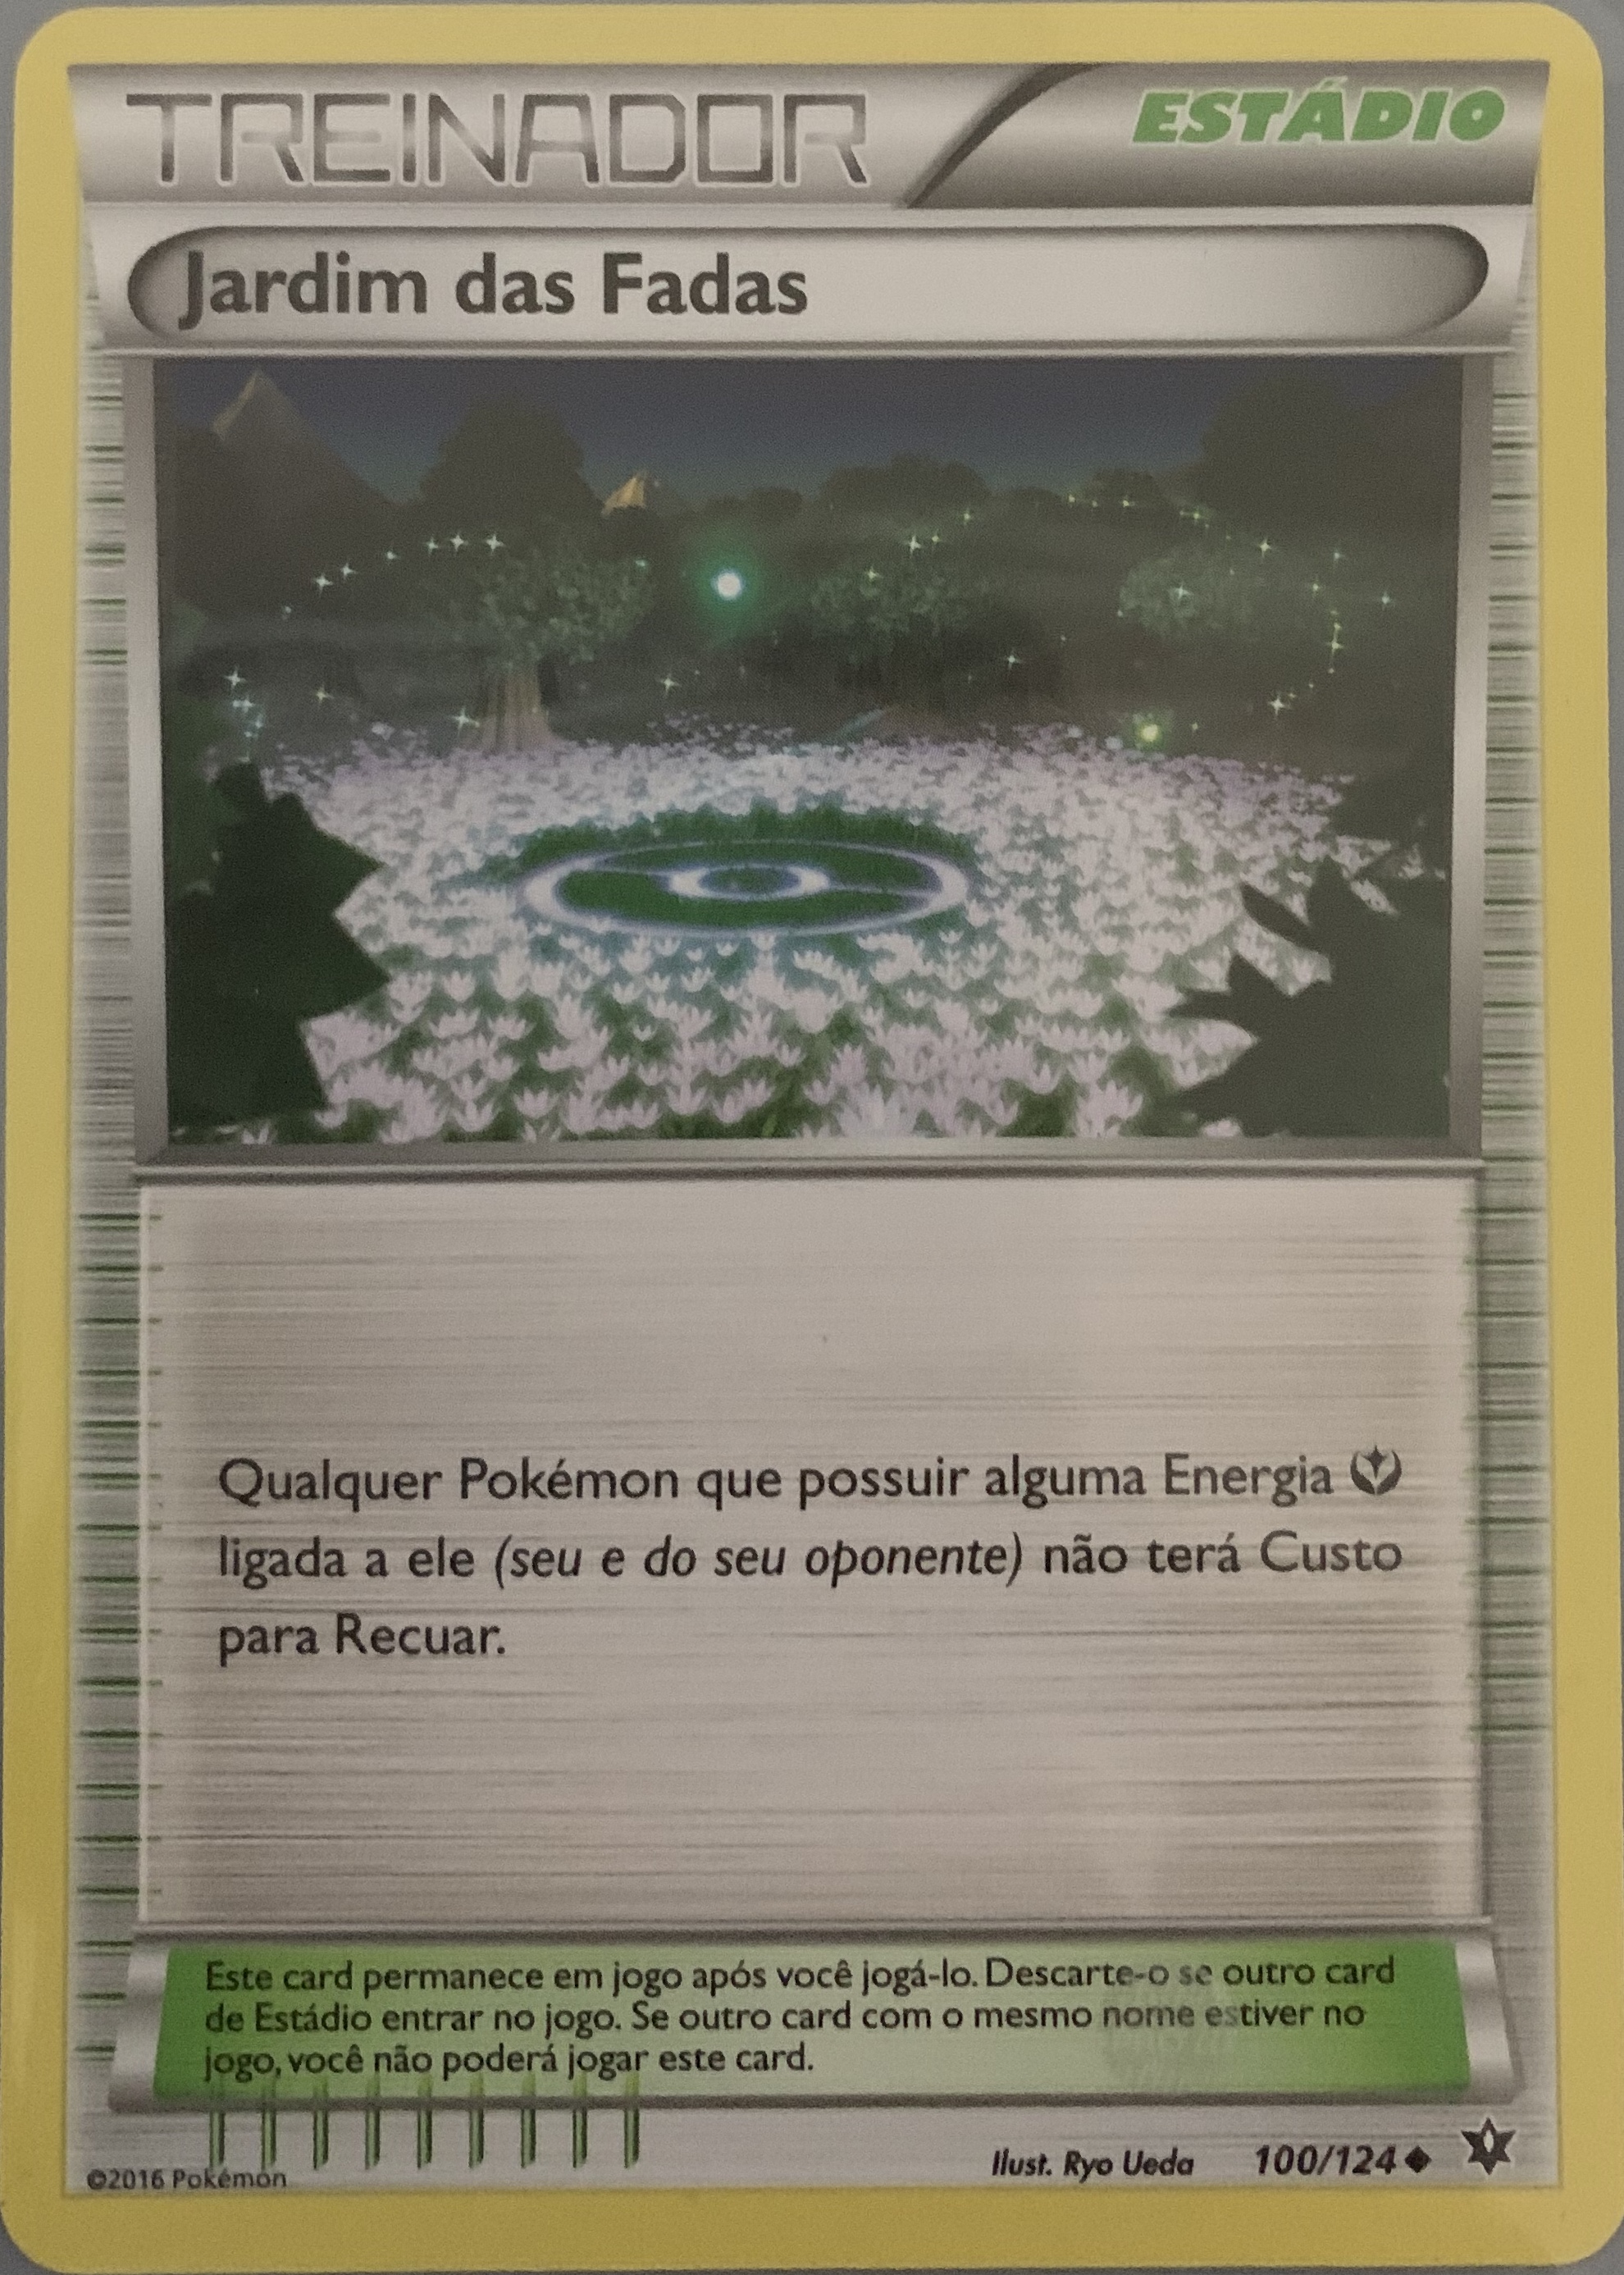 TREINADOR
ESTÁDIO
Jardim das Fadas
Qualquer Pokémon que possuir alguma Energia
ligada a ele (seu e do seu oponente) não terá Custo
para Recuar.
Este card permanece em jogo após você jogá-lo. Descarte-o se outro card
de Estádio entrar no jogo. Se outro card com o mesmo nome estiver no
jogo, você não poderá jogar este card.
Ilust. Ryo Ueda 100/124
©2016 Pokémon